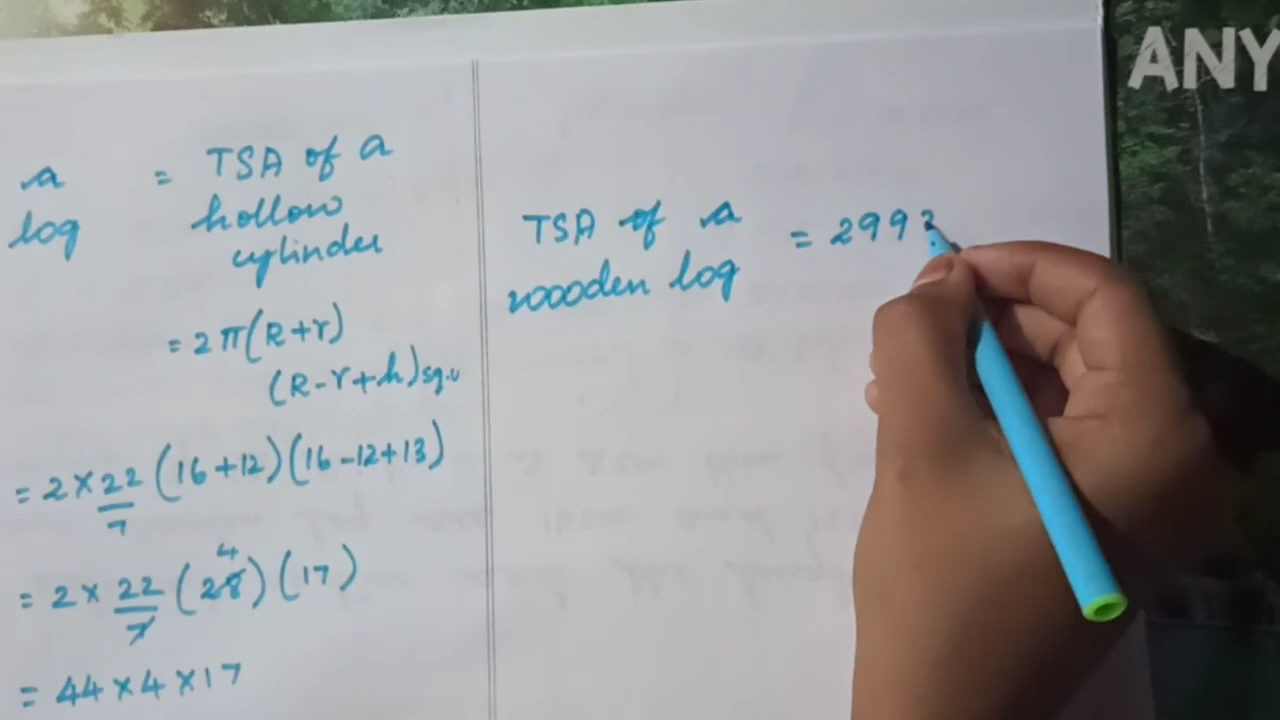 ANY
a = TSA of a
log hollow
cylinder
= 2π(R+r)
(R-r+h) sq.u
= 2 × 22/7 (16+12)(16-12+13)
= 2 × 22/7 (28)(17)
4
= 44 × 4 × 17
TSA of a = 2992
wooden log